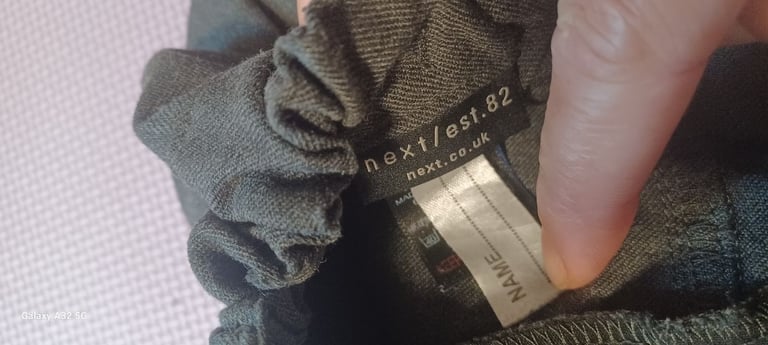 next/est.82
next.co.uk
NAME
Galaxy A32 5G